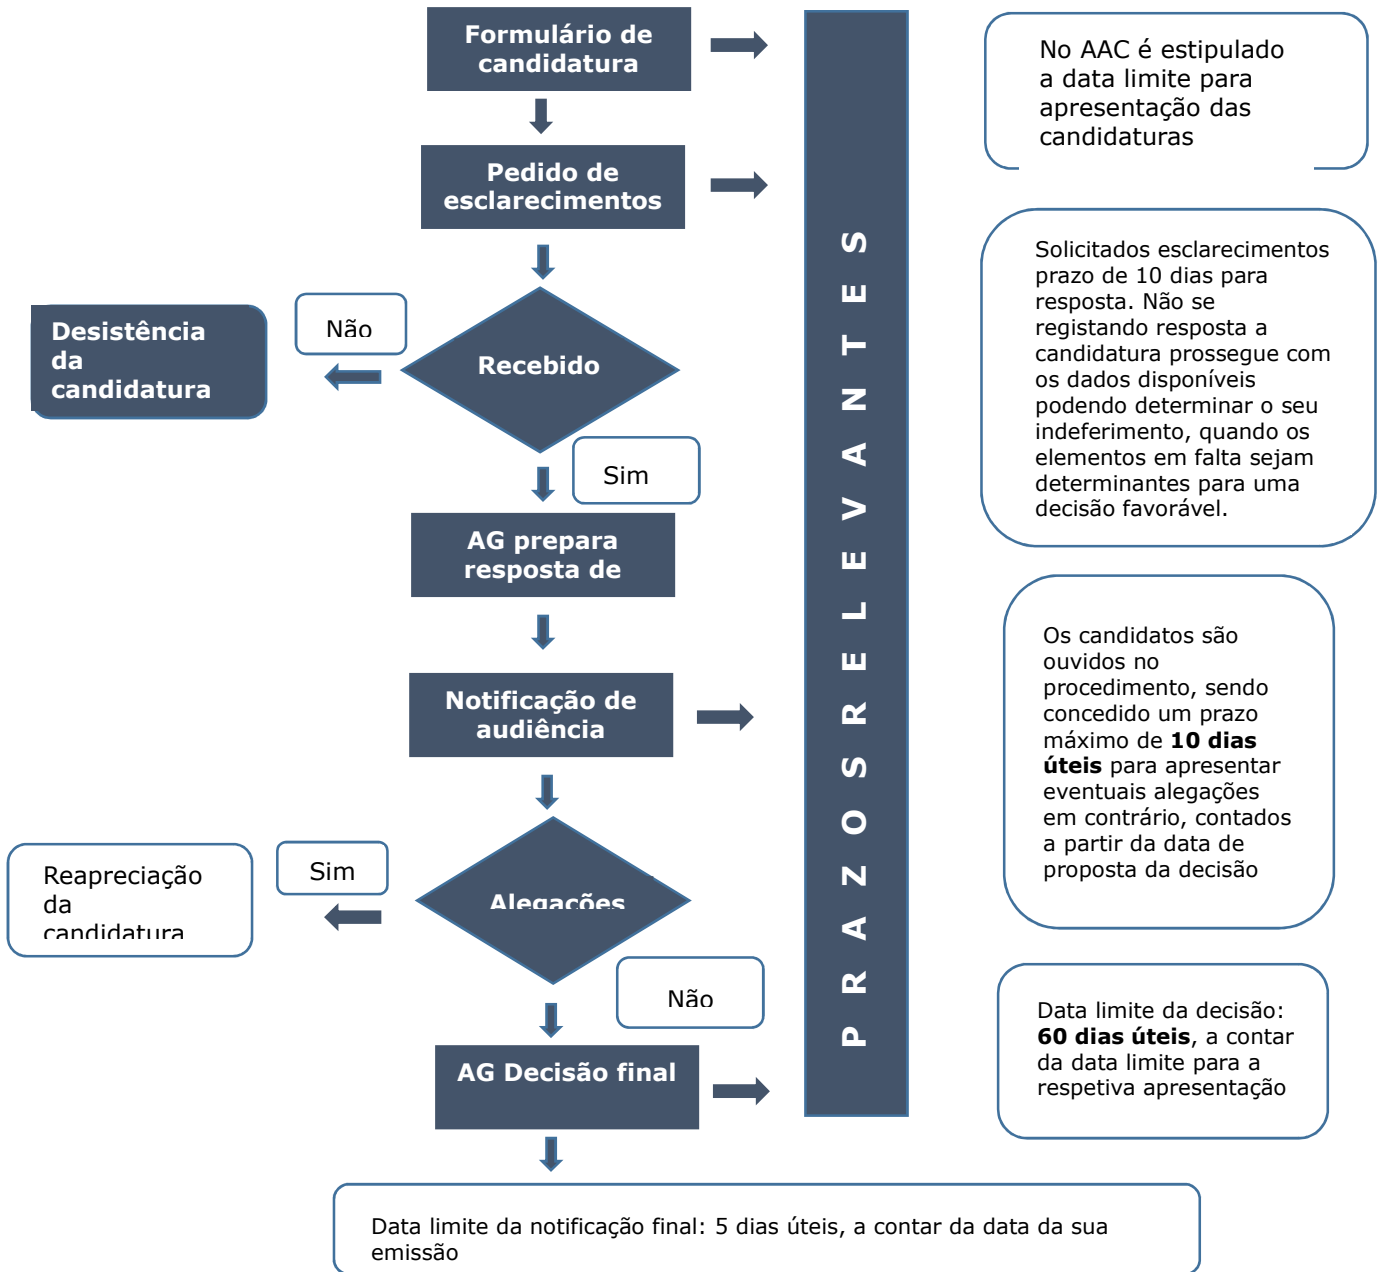 Formulário de
candidatura
No AAC é estipulado
a data limite para
apresentação das
candidaturas
Pedido de
esclarecimentos
Solicitados esclarecimentos
prazo de 10 dias para
resposta. Não se
registando resposta a
candidatura prossegue com
os dados disponíveis
podendo determinar o seu
indeferimento, quando os
elementos em falta sejam
determinantes para uma
decisão favorável.
Recebido
Não
Desistência
da
candidatura
Sim
AG prepara
resposta de
Notificação de
audiência
Os candidatos são
ouvidos no
procedimento, sendo
concedido um prazo
máximo de 10 dias
úteis para apresentar
eventuais alegações
em contrário, contados
a partir da data de
proposta da decisão
Alegações
Sim
Reapreciação
da
candidatura
Não
AG Decisão final
Data limite da decisão:
60 dias úteis, a contar
da data limite para a
respetiva apresentação
P R A Z O S R E L E V A N T E S
Data limite da notificação final: 5 dias úteis, a contar da data da sua
emissão